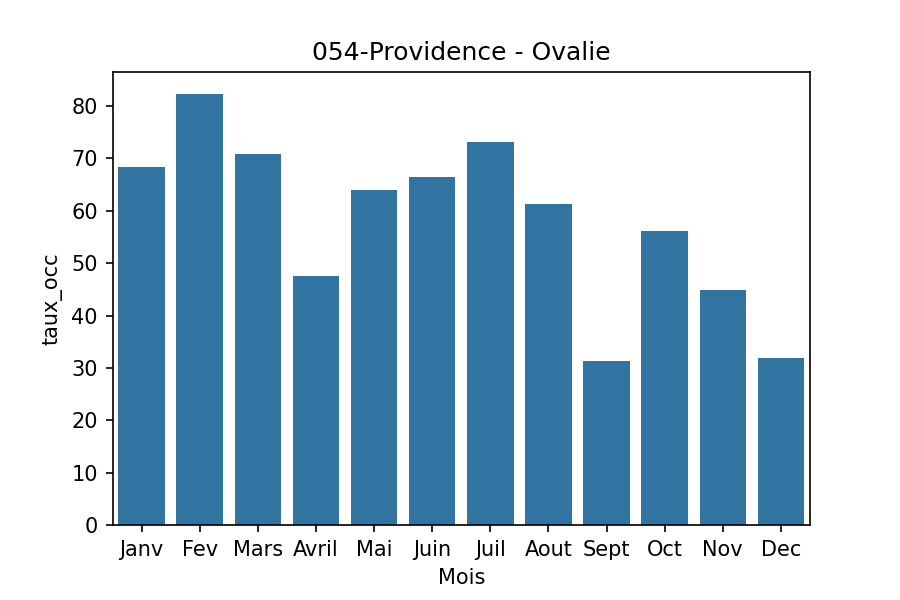 054-Providence - Ovalie
80
70
60
50
40
30
20
10
0
taux_occ
Janv Fev Mars Avril Mai Juin Juil Aout Sept Oct Nov Dec
Mois